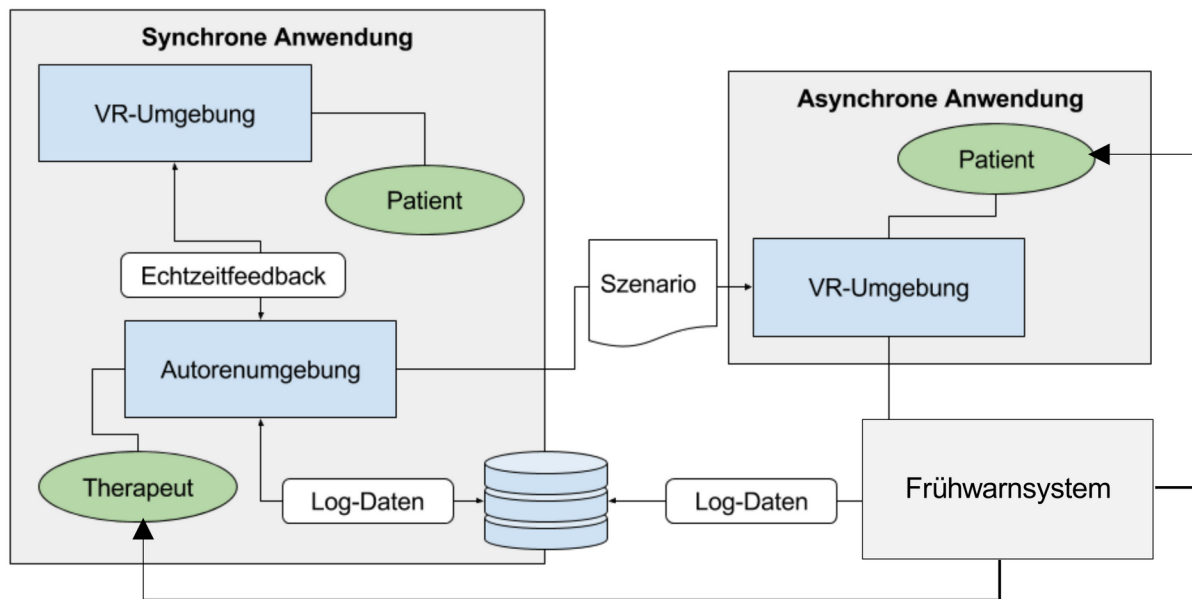 Synchrone Anwendung
VR-Umgebung
Patient
Echtzeitfeedback
Autorenumgebung
Therapeut
Log-Daten
Szenario
Asynchrone Anwendung
Patient
VR-Umgebung
Log-Daten
Frühwarnsystem